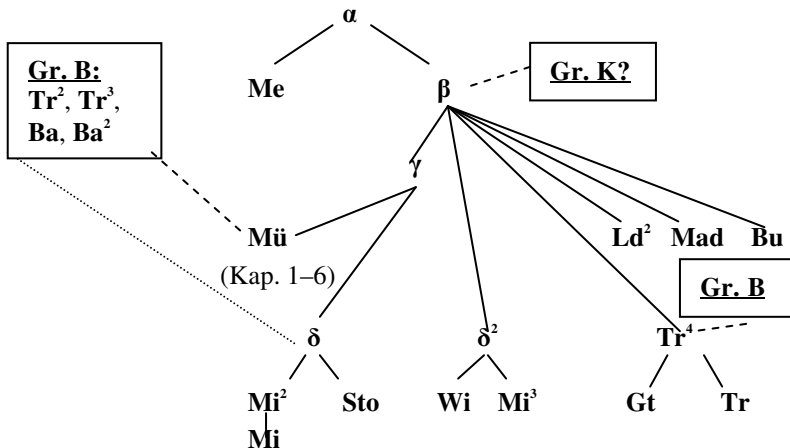 α
Gr. B:
Tr², Tr³,
Ba, Ba²
Me
β
Gr. K?
γ
Mü
(Kap. 1–6)
Ld² Mad Bu
Gr. B
δ
δ²
Tr⁴
Mi² Sto Wi Mi³ Gt Tr
Mi